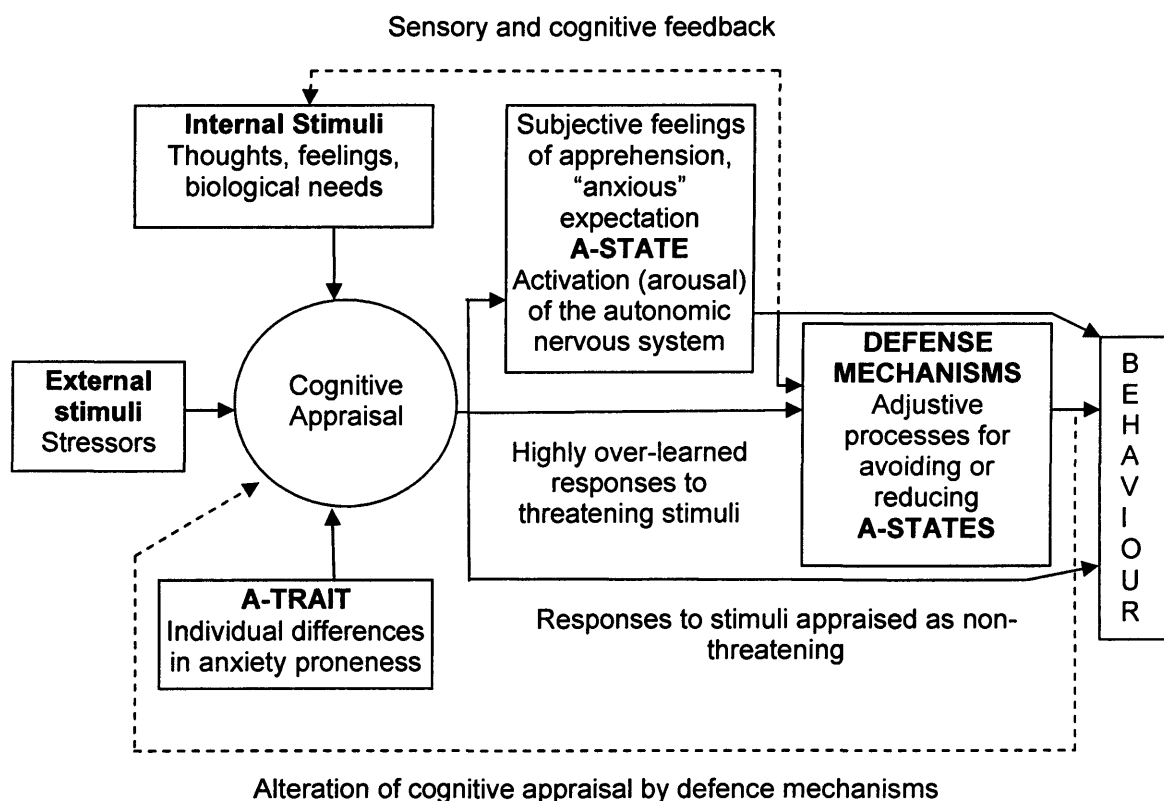 Sensory and cognitive feedback
Internal Stimuli
Thoughts, feelings,
biological needs
Subjective feelings
of apprehension,
“anxious”
expectation
A-STATE
Activation (arousal)
of the autonomic
nervous system
External
stimuli
Stressors
Cognitive
Appraisal
DEFENSE
MECHANISMS
Adjustive
processes for
avoiding or
reducing
A-STATES
B
E
H
A
V
I
O
U
R
Highly over-learned
responses to
threatening stimuli
A-TRAIT
Individual differences
in anxiety proneness
Responses to stimuli appraised as non-
threatening
Alteration of cognitive appraisal by defence mechanisms